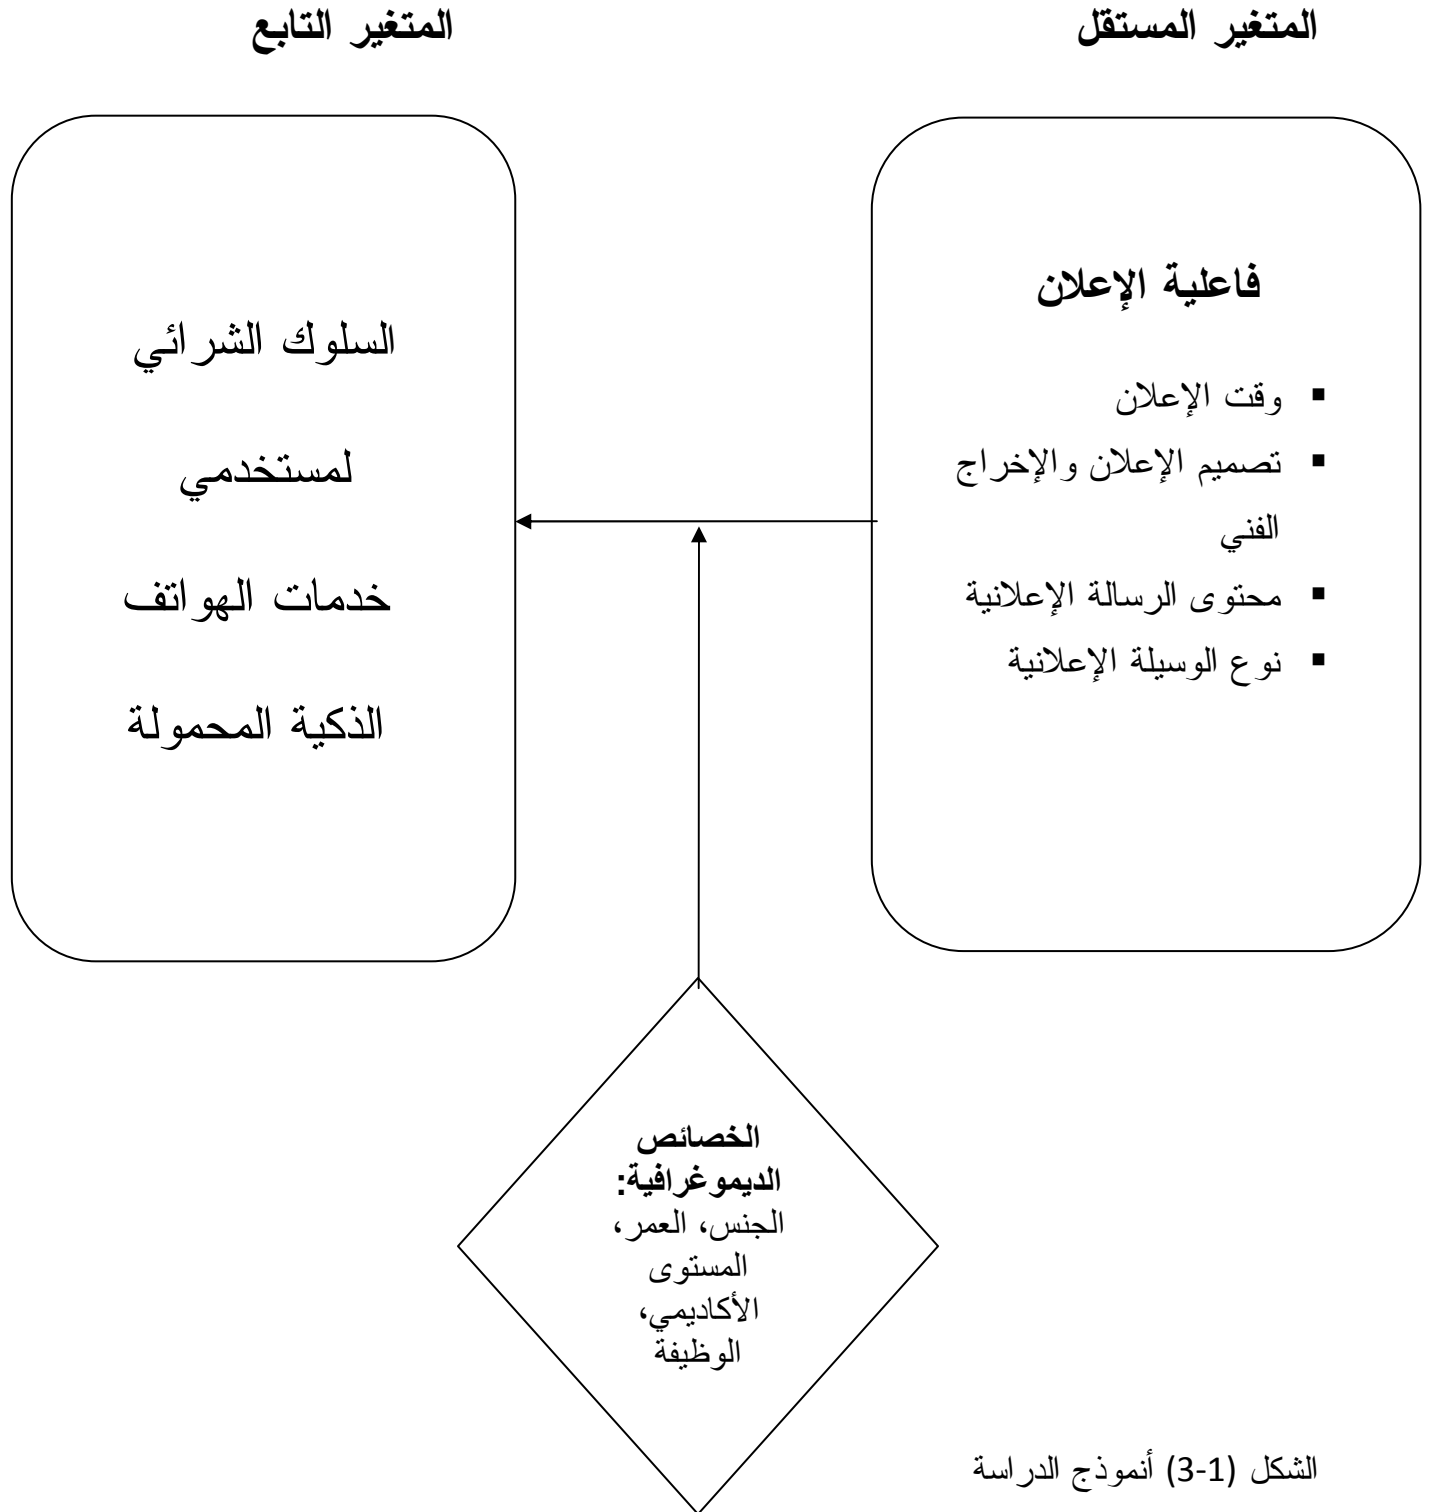 المتغير المستقل
المتغير التابع
فاعلية الإعلان
▪ وقت الإعلان
▪ تصميم الإعلان والإخراج
الفني
▪ محتوى الرسالة الإعلانية
▪ نوع الوسيلة الإعلانية
السلوك الشرائي
لمستخدمي
خدمات الهواتف
الذكية المحمولة
الخصائص
الديموغرافية:
الجنس، العمر،
المستوى
الأكاديمي،
الوظيفة
الشكل (1-3) أنموذج الدراسة